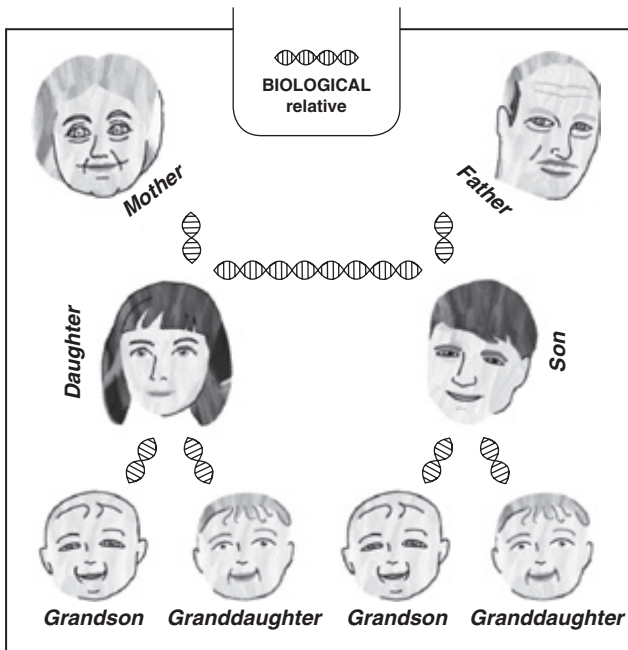 BIOLOGICAL
relative
Mother
Father
Daughter
Son
Grandson
Granddaughter
Grandson
Granddaughter